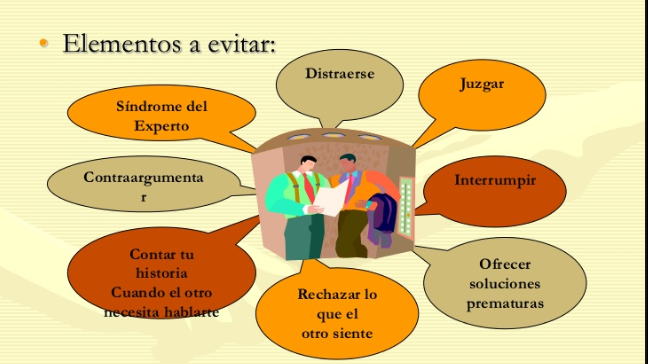 • Elementos a evitar:
Distraerse
Juzgar
Síndrome del
Experto
Contraargumenta
r
Interrumpir
Contar tu
historia
Cuando el otro
necesita hablarte
Ofrecer
soluciones
prematuras
Rechazar lo
que el
otro siente